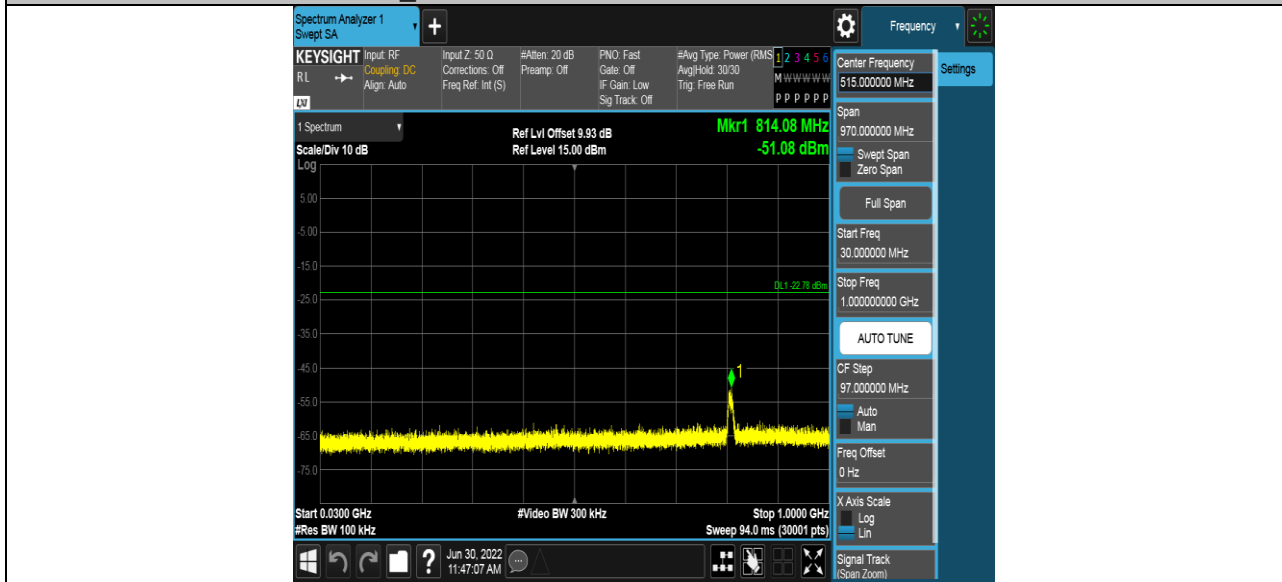 Spectrum Analyzer 1
Swept SA
+
Frequency
KEYSIGHT
RL
LXI
Input: RF
Coupling: DC
Align: Auto
Input Z: 50 Ω
Corrections: Off
Freq Ref: Int (S)
#Atten: 20 dB
Preamp: Off
PNO: Fast
Gate: Off
IF Gain: Low
Sig Track: Off
#Avg Type: Power (RMS
Avg|Hold: 30/30
Trig: Free Run
1 2 3 4 5 6
M W W W W W
P P P P P P
1 Spectrum
Scale/Div 10 dB
Log
Ref Lvl Offset 9.93 dB
Ref Level 15.00 dBm
Mkr1 814.08 MHz
-51.08 dBm
5.00
-5.00
-15.0
-25.0
-35.0
-45.0
-55.0
-65.0
-75.0
DL1 -22.78 dBm
1
Start 0.0300 GHz
#Res BW 100 kHz
#Video BW 300 kHz
Stop 1.0000 GHz
Sweep 94.0 ms (30001 pts)
?
Jun 30, 2022
11:47:07 AM
Center Frequency
515.000000 MHz
Settings
Span
970.000000 MHz
Swept Span
Zero Span
Full Span
Start Freq
30.000000 MHz
Stop Freq
1.000000000 GHz
AUTO TUNE
CF Step
97.000000 MHz
Auto
Man
Freq Offset
0 Hz
X Axis Scale
Log
Lin
Signal Track
(Span Zoom)